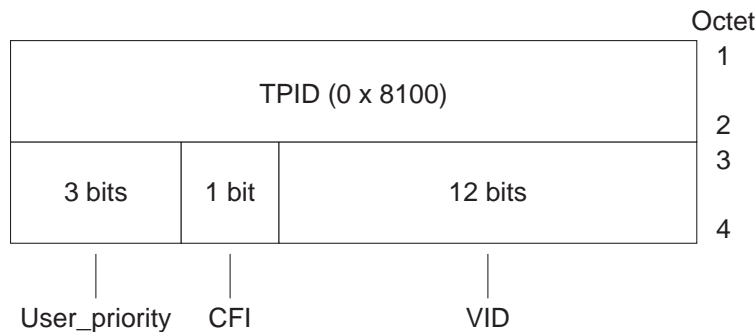 Octet
1
TPID (0 x 8100)
2
3
3 bits 1 bit 12 bits
4
User_priority CFI VID